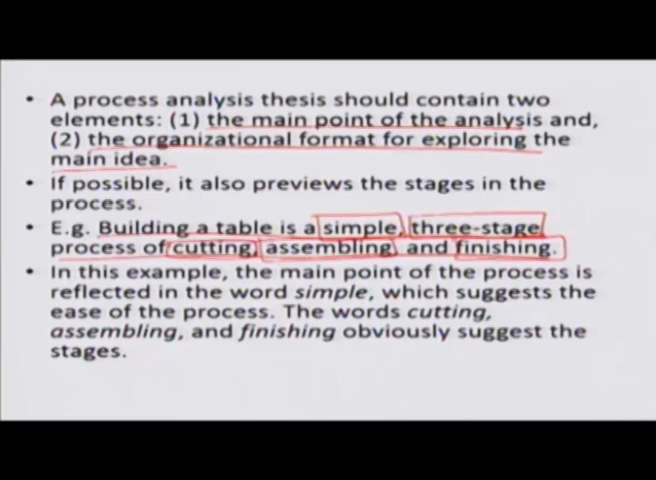 • A process analysis thesis should contain two
elements: (1) the main point of the analysis and,
(2) the organizational format for exploring the
main idea.
• If possible, it also previews the stages in the
process.
• E.g. Building a table is a simple, three-stage
process of cutting, assembling, and finishing.
• In this example, the main point of the process is
reflected in the word simple, which suggests the
ease of the process. The words cutting,
assembling, and finishing obviously suggest the
stages.